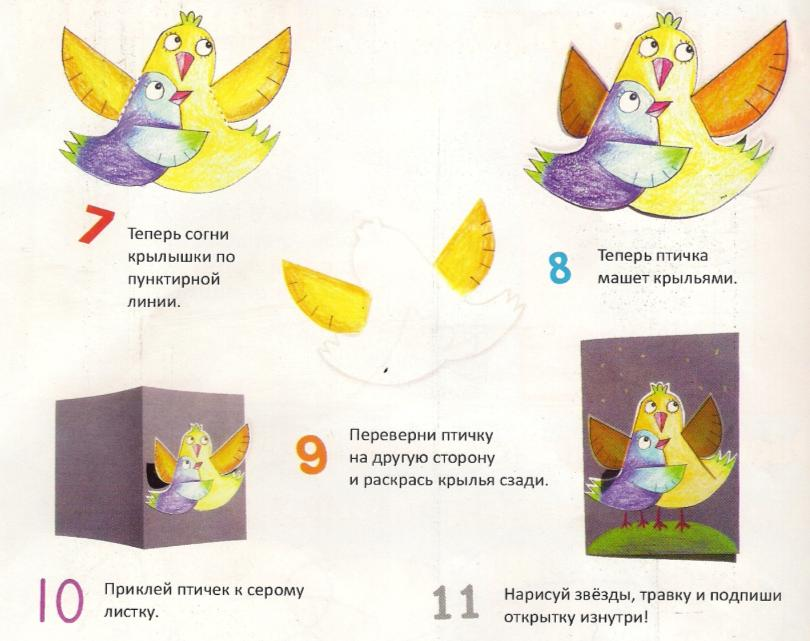 7
Теперь согни
крылышки по
пунктирной
линии.
8
Теперь птичка
машет крыльями.
9
Переверни птичку
на другую сторону
и раскрась крылья сзади.
10
Приклей птичек к серому
листку.
11
Нарисуй звёзды, травку и подпиши
открытку изнутри!